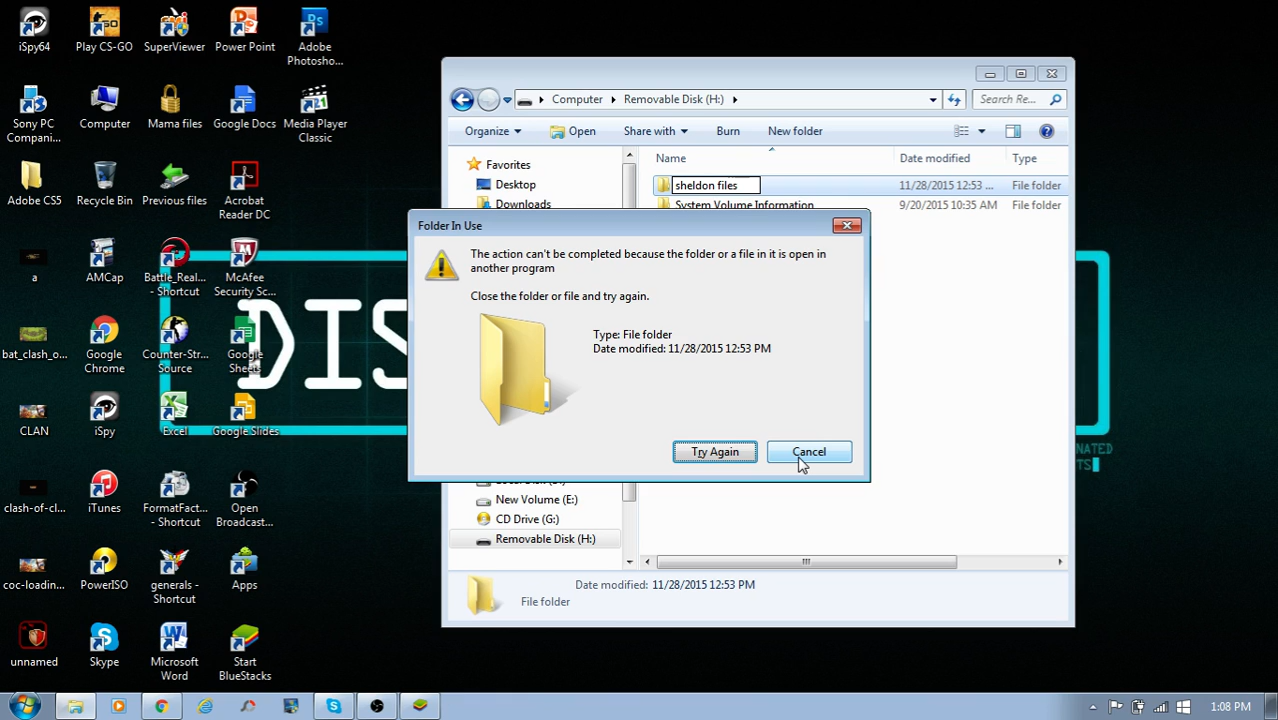 iSpy64
Play CS-GO
SuperViewer
Power Point
Adobe
Photosho...
Sony PC
Compani...
Computer
Mama files
Google Docs
Media Player
Classic
Adobe CS5
Recycle Bin
Previous files
Acrobat
Reader DC
a
AMCap
Battle_Real...
- Shortcut
McAfee
Security Sc...
bat_clash_o...
Google
Chrome
Counter-Str...
Source
Google
Sheets
CLAN
iSpy
Excel
Google Slides
clash-of-cl...
iTunes
FormatFact...
- Shortcut
Open
Broadcast...
coc-loadin...
PowerISO
generals -
Shortcut
Apps
unnamed
Skype
Microsoft
Word
Start
BlueStacks
DIS
NATED
TS
Computer
Removable Disk (H:)
Search Re...
Organize
Open
Share with
Burn
New folder
Favorites
Desktop
Downloads
Name
Date modified
Type
sheldon files
11/28/2015 12:53 ...
File folder
System Volume Information
9/20/2015 10:35 AM
File folder
Folder In Use
The action can't be completed because the folder or a file in it is open in
another program
Close the folder or file and try again.
Type: File folder
Date modified: 11/28/2015 12:53 PM
Try Again
Cancel
New Volume (E:)
CD Drive (G:)
Removable Disk (H:)
Date modified: 11/28/2015 12:53 PM
File folder
1:08 PM